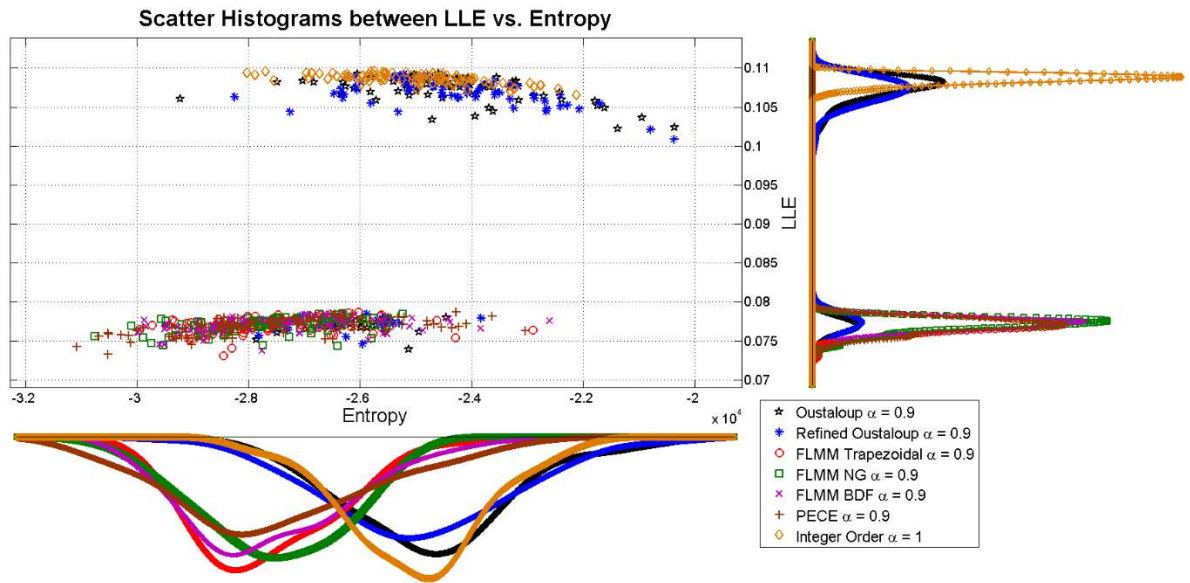 Scatter Histograms between LLE vs. Entropy
0.11
0.105
0.1
0.095
0.09
0.085
0.08
0.075
0.07
LLE
-3.2 -3 -2.8 -2.6 -2.4 -2.2 -2
Entropy
x 10⁴
Oustaloup α = 0.9
Refined Oustaloup α = 0.9
FLMM Trapezoidal α = 0.9
FLMM NG α = 0.9
FLMM BDF α = 0.9
PECE α = 0.9
Integer Order α = 1